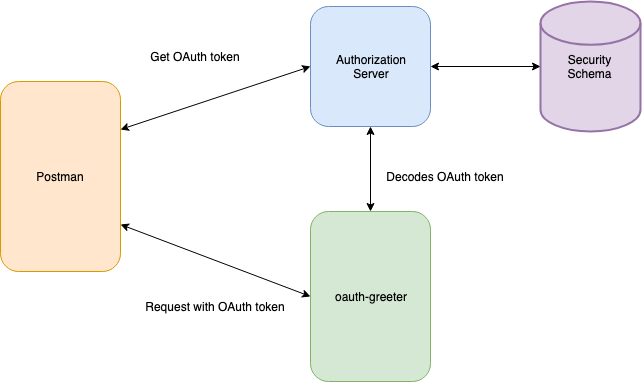 Get OAuth token
Authorization
Server
Security
Schema
Postman
Decodes OAuth token
Request with OAuth token
oauth-greeter